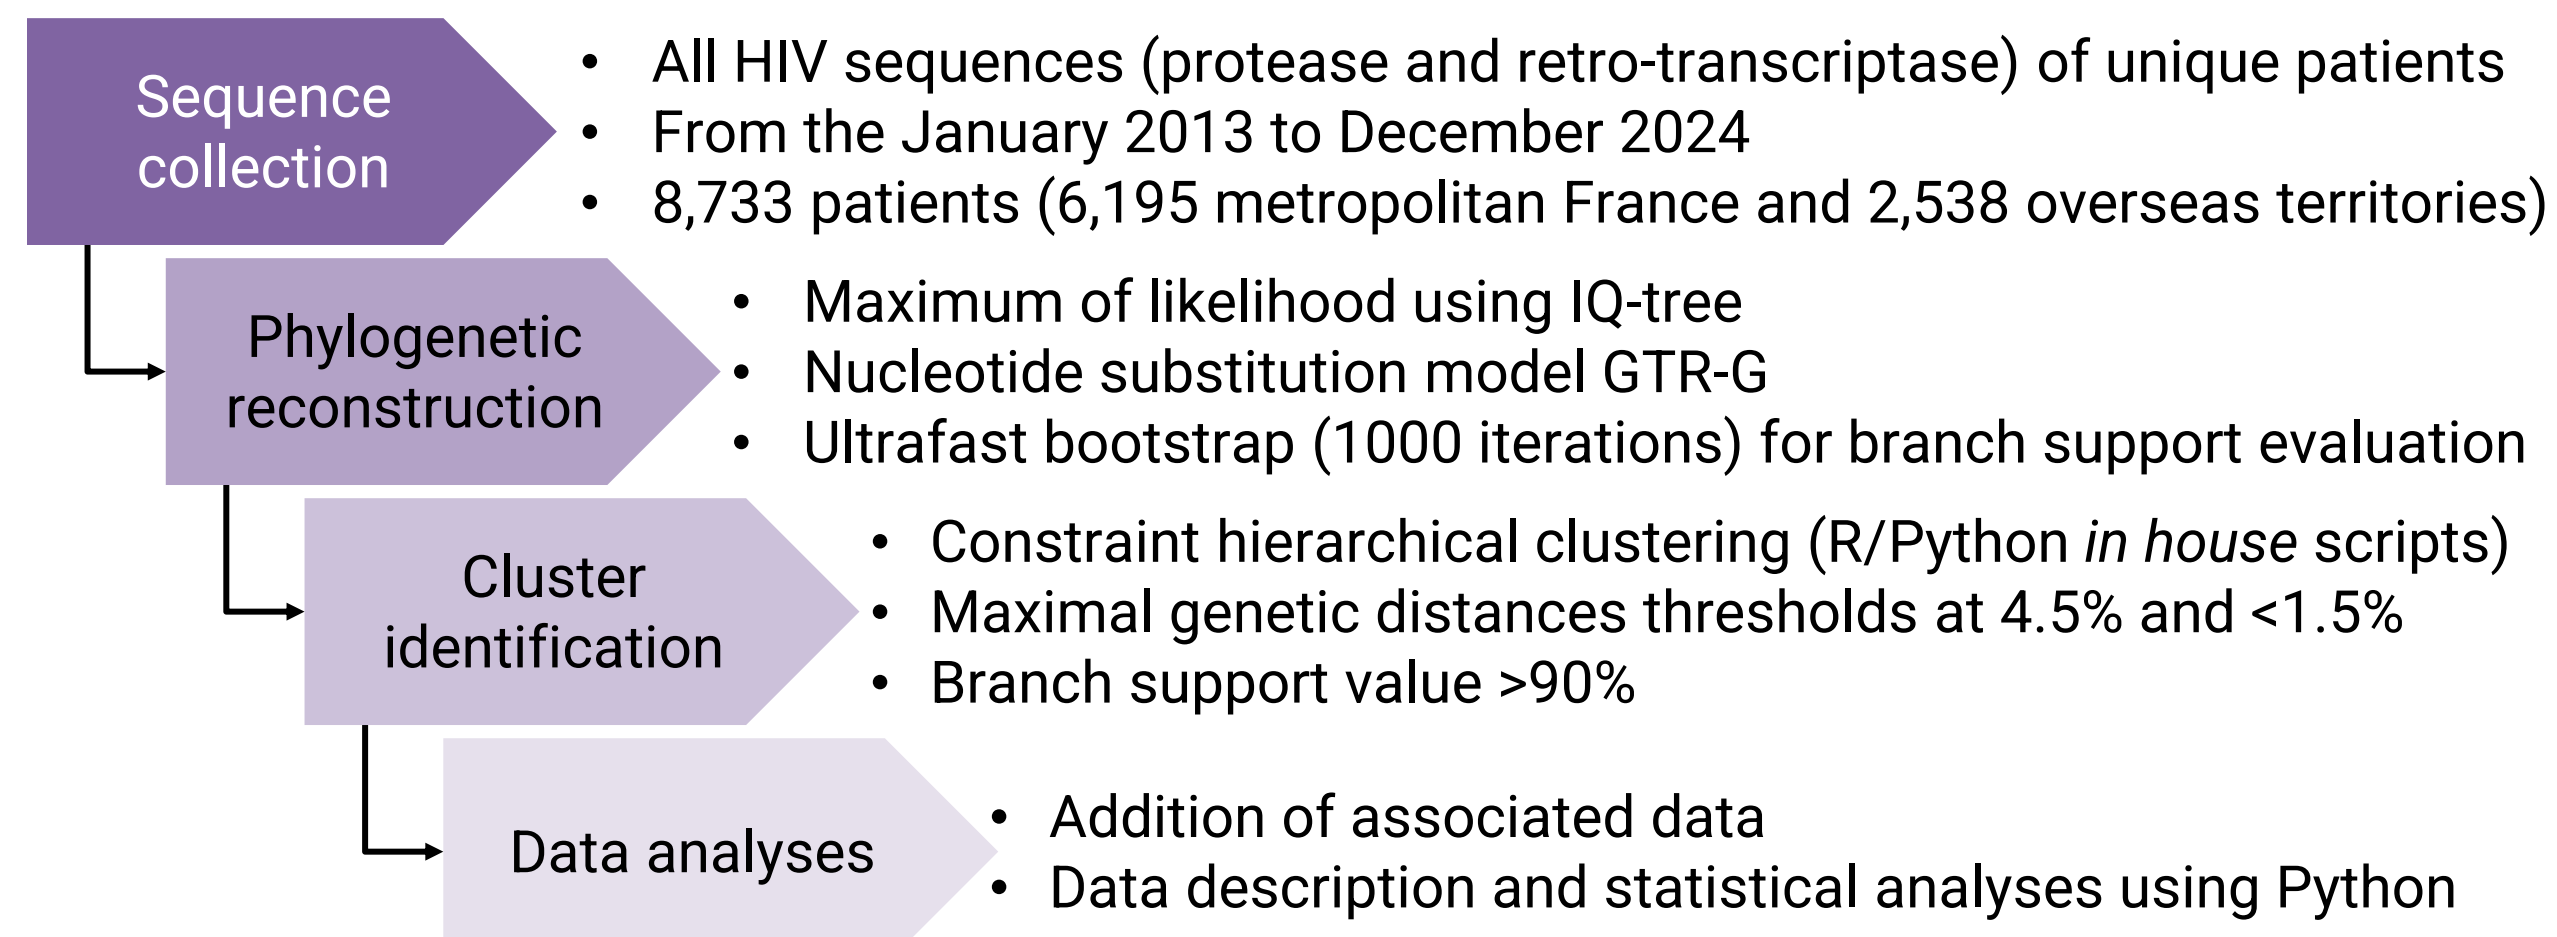 Sequence
collection
• All HIV sequences (protease and retro-transcriptase) of unique patients
• From the January 2013 to December 2024
• 8,733 patients (6,195 metropolitan France and 2,538 overseas territories)
Phylogenetic
reconstruction
• Maximum of likelihood using IQ-tree
• Nucleotide substitution model GTR-G
• Ultrafast bootstrap (1000 iterations) for branch support evaluation
Cluster
identification
• Constraint hierarchical clustering (R/Python in house scripts)
• Maximal genetic distances thresholds at 4.5% and <1.5%
• Branch support value >90%
Data analyses
• Addition of associated data
• Data description and statistical analyses using Python